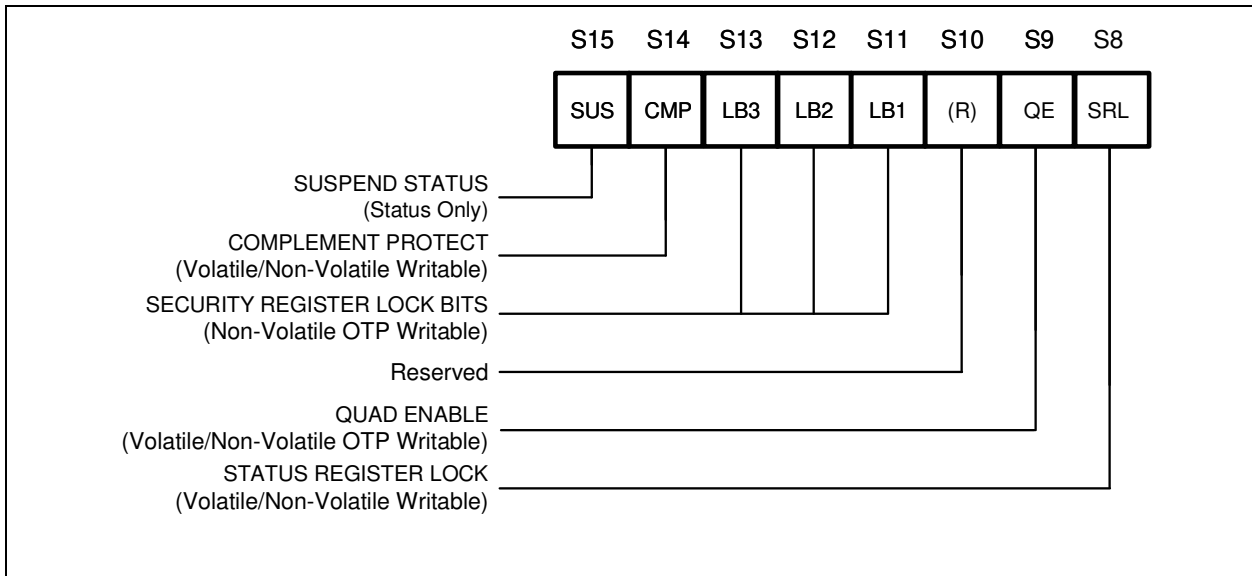 S15 S14 S13 S12 S11 S10 S9 S8
SUS CMP LB3 LB2 LB1 (R) QE SRL
SUSPEND STATUS
(Status Only)
COMPLEMENT PROTECT
(Volatile/Non-Volatile Writable)
SECURITY REGISTER LOCK BITS
(Non-Volatile OTP Writable)
Reserved
QUAD ENABLE
(Volatile/Non-Volatile OTP Writable)
STATUS REGISTER LOCK
(Volatile/Non-Volatile Writable)